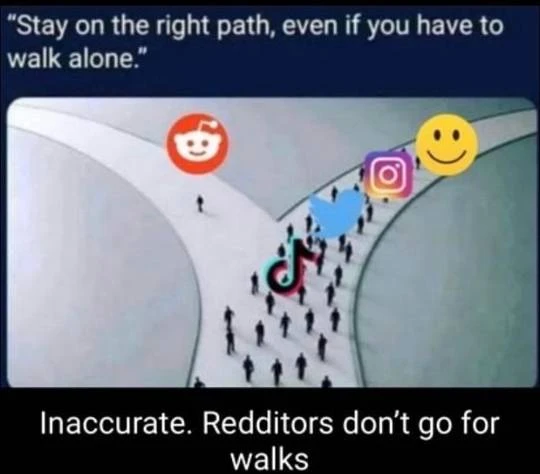 "Stay on the right path, even if you have to
walk alone."
Inaccurate. Redditors don't go for
walks